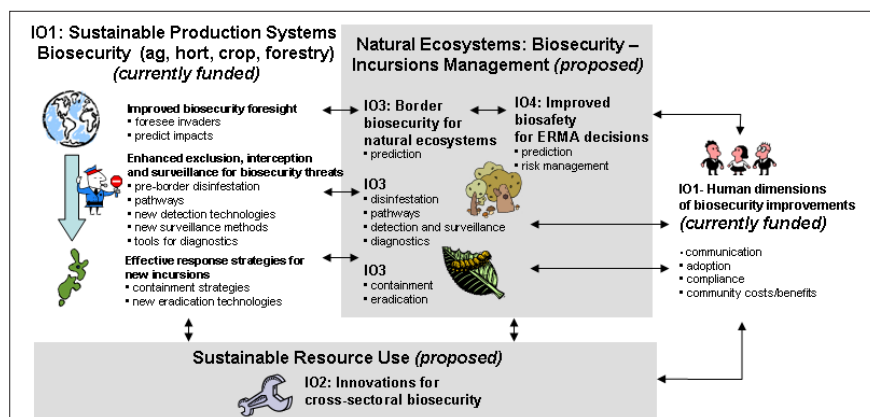 IO1: Sustainable Production Systems
Biosecurity (ag, hort, crop, forestry)
(currently funded)
Improved biosecurity foresight
▪ foresee invaders
▪ predict impacts
Enhanced exclusion, interception
and surveillance for biosecurity threats
▪ pre-border disinfestation
▪ pathways
▪ new detection technologies
▪ new surveillance methods
▪ tools for diagnostics
Effective response strategies for
new incursions
▪ containment strategies
▪ new eradication technologies
Natural Ecosystems: Biosecurity –
Incursions Management (proposed)
IO3: Border
biosecurity for
natural ecosystems
▪ prediction
IO4: Improved
biosafety
for ERMA decisions
▪ prediction
▪ risk management
IO3
▪ disinfestation
▪ pathways
▪ detection and surveillance
▪ diagnostics
IO3
▪ containment
▪ eradication
IO1- Human dimensions
of biosecurity improvements
(currently funded)
▪ communication
▪ adoption
▪ compliance
▪ community costs/benefits
Sustainable Resource Use (proposed)
IO2: Innovations for
cross-sectoral biosecurity